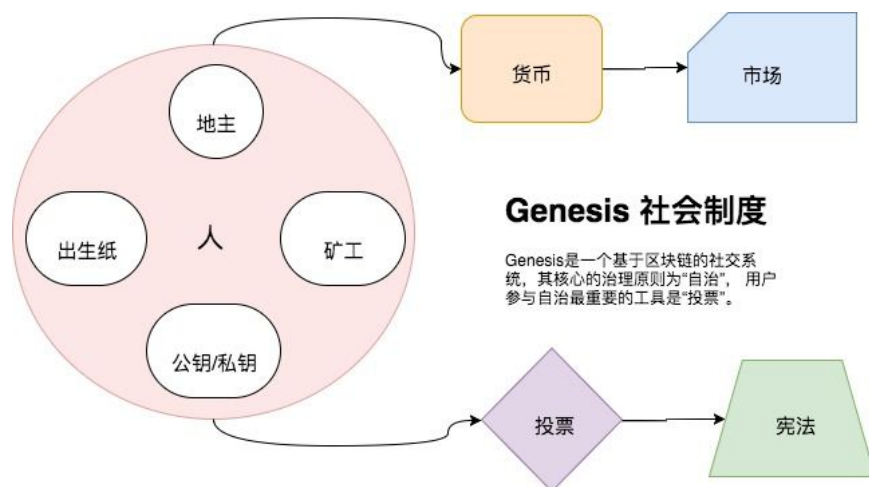 货币
市场
地主
出生纸
人
矿工
公钥/私钥
Genesis 社会制度
Genesis是一个基于区块链的社交系
统，其核心的治理原则为“自治”， 用户
参与自治最重要的工具是“投票”。
投票
宪法